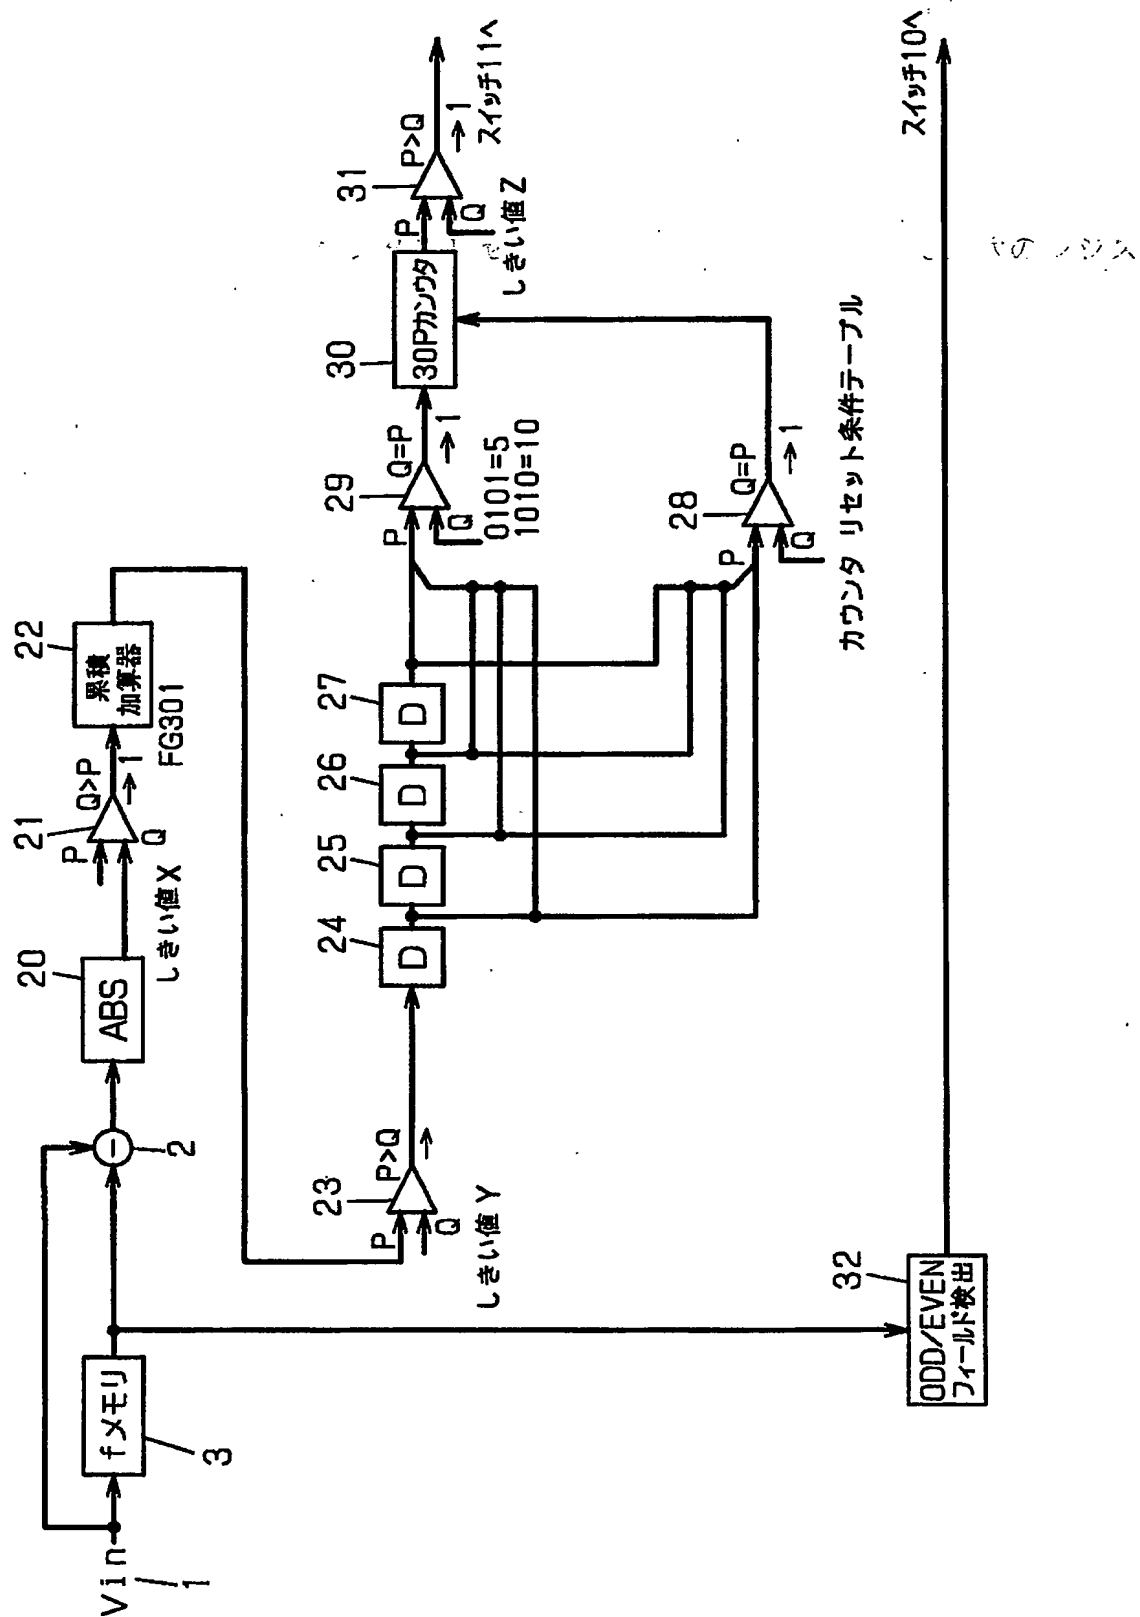 Vin
1
fメモリ
3
−
2
ABS
20
しきい値X
P
Q
Q>P
→1
21
累積
加算器
22
FG301
しきい値Y
P
Q
P>Q
→
23
D
24
D
25
D
26
D
27
P
Q
Q=P
→1
29
0101=5
1010=10
30Pカンウタ
30
P
Q
P>Q
→1
31
しきい値Z
スイッチ11へ
P
Q
Q=P
→1
28
カウンタ リセット条件テーブル
ODD/EVEN
フィールド検出
32
スイッチ10へ